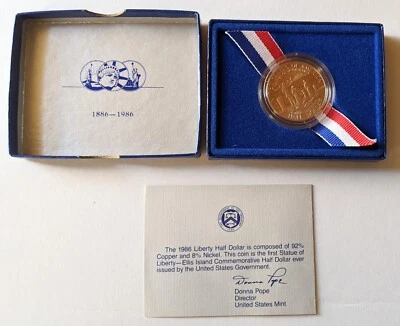 1886—1986
The 1986 Liberty Half Dollar is composed of 92%
Copper and 8% Nickel. This coin is the first Statue of
Liberty—Ellis Island Commemorative Half Dollar ever
issued by the United States Government.
Donna Pope
Donna Pope
Director
United States Mint